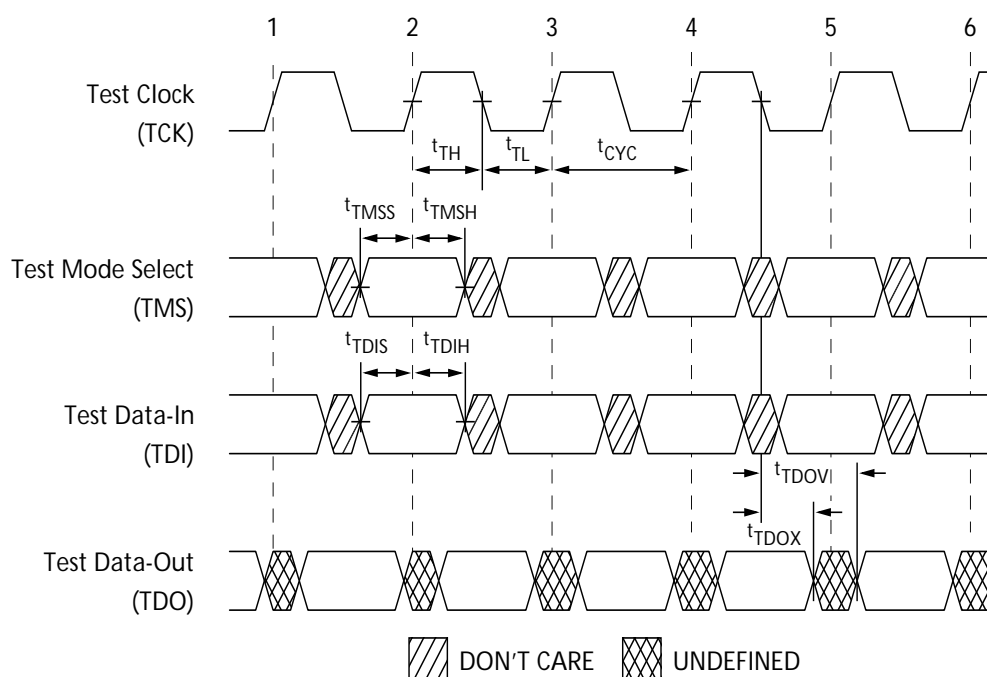 1 2 3 4 5 6
Test Clock
(TCK)
tTH tTL tCYC
tTMSS tTMSH
Test Mode Select
(TMS)
tTDIS tTDIH
Test Data-In
(TDI)
tTDOV
tTDOX
Test Data-Out
(TDO)
DON'T CARE UNDEFINED